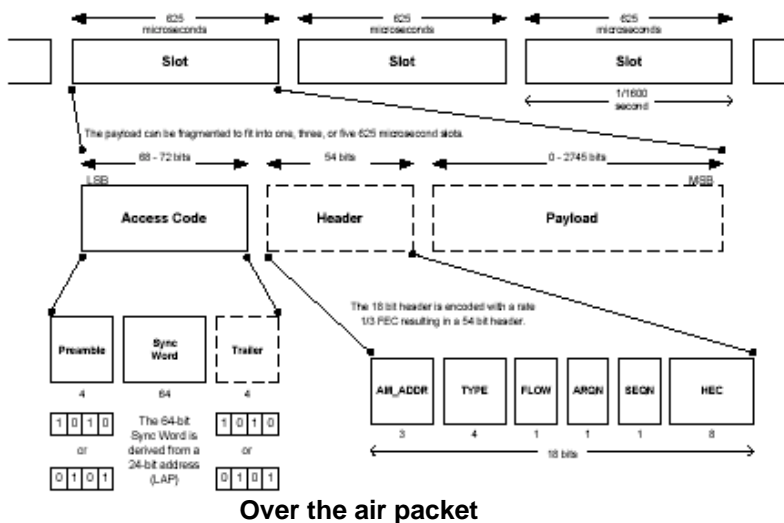 625 microseconds
625 microseconds
625 microseconds
Slot
Slot
Slot
1/1600 second
The payload can be fragmented to fit into one, three, or five 625 microsecond slots.
68 - 72 bits
54 bits
0 - 2745 bits
LSB
MSB
Access Code
Header
Payload
The 18 bit header is encoded with a rate
1/3 FEC resulting in a 54 bit header.
Preamble
Sync Word
Trailer
4
64
4
1 0 1 0
or
0 1 0 1
The 64-bit
Sync Word is
derived from a
24-bit address
(LAP)
1 0 1 0
or
0 1 0 1
AM_ADDR
TYPE
FLOW
ARQN
SEQN
HEC
3
4
1
1
1
8
18 bits
Over the air packet